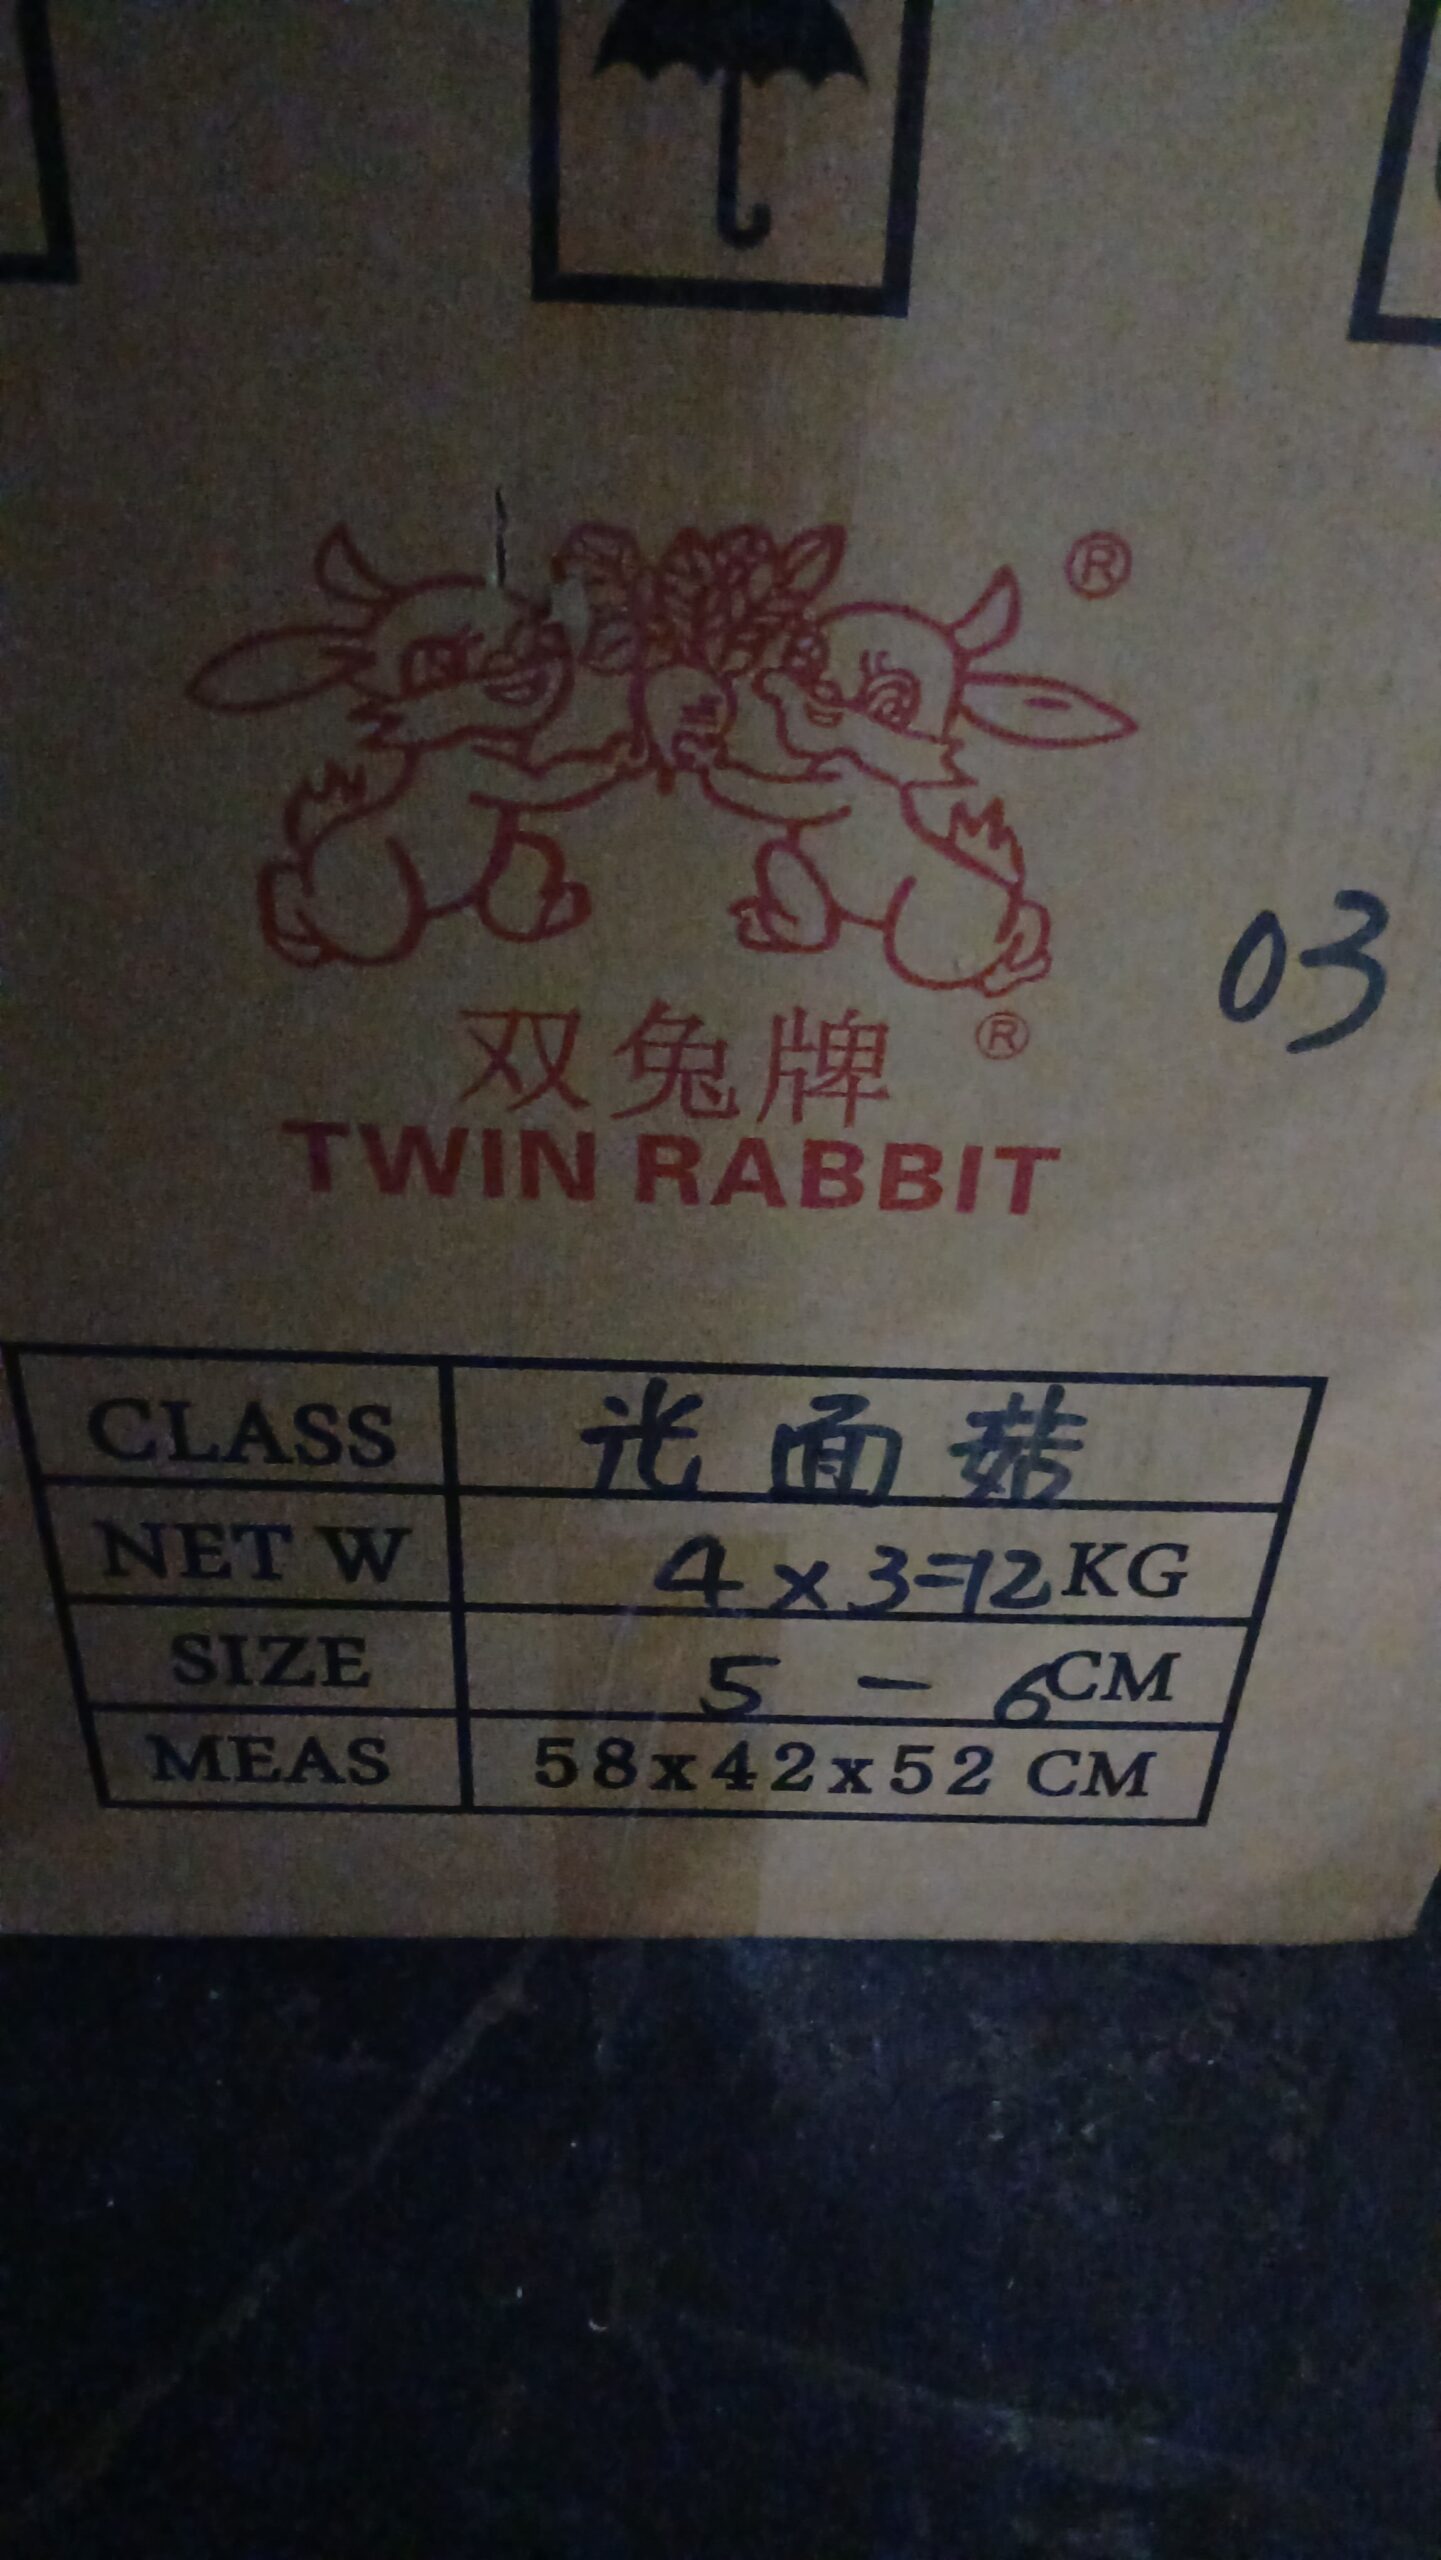 ®
03
双兔牌 ®
TWIN RABBIT
CLASS 光面菇
NET W 4x3=12KG
SIZE 5-6CM
MEAS 58x42x52 CM